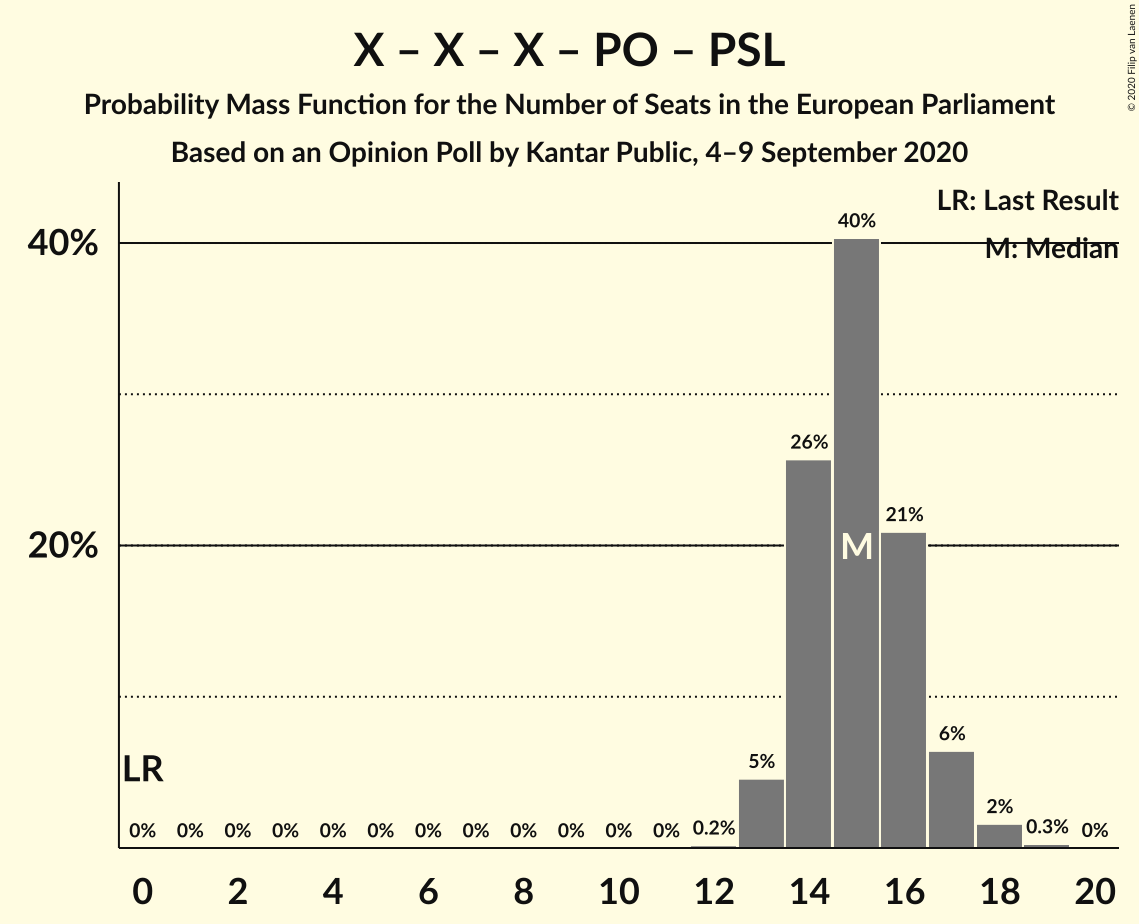 X – X – X – PO – PSL
Probability Mass Function for the Number of Seats in the European Parliament
Based on an Opinion Poll by Kantar Public, 4–9 September 2020
© 2020 Filip van Laenen
LR: Last Result
M: Median
40%
20%
40%
26%
21%
M
6%
5%
2%
LR
0% 0% 0% 0% 0% 0% 0% 0% 0% 0% 0% 0% 0.2% 0.3% 0%
0 2 4 6 8 10 12 14 16 18 20